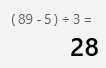 (89 - 5) ÷ 3 =
28